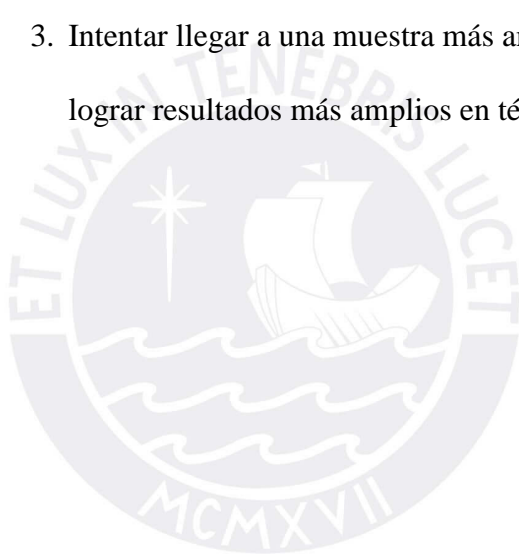 3. Intentar llegar a una muestra más
lograr resultados más amplios en
ET LUX IN TENEBRIS LUCET
MCMXVII